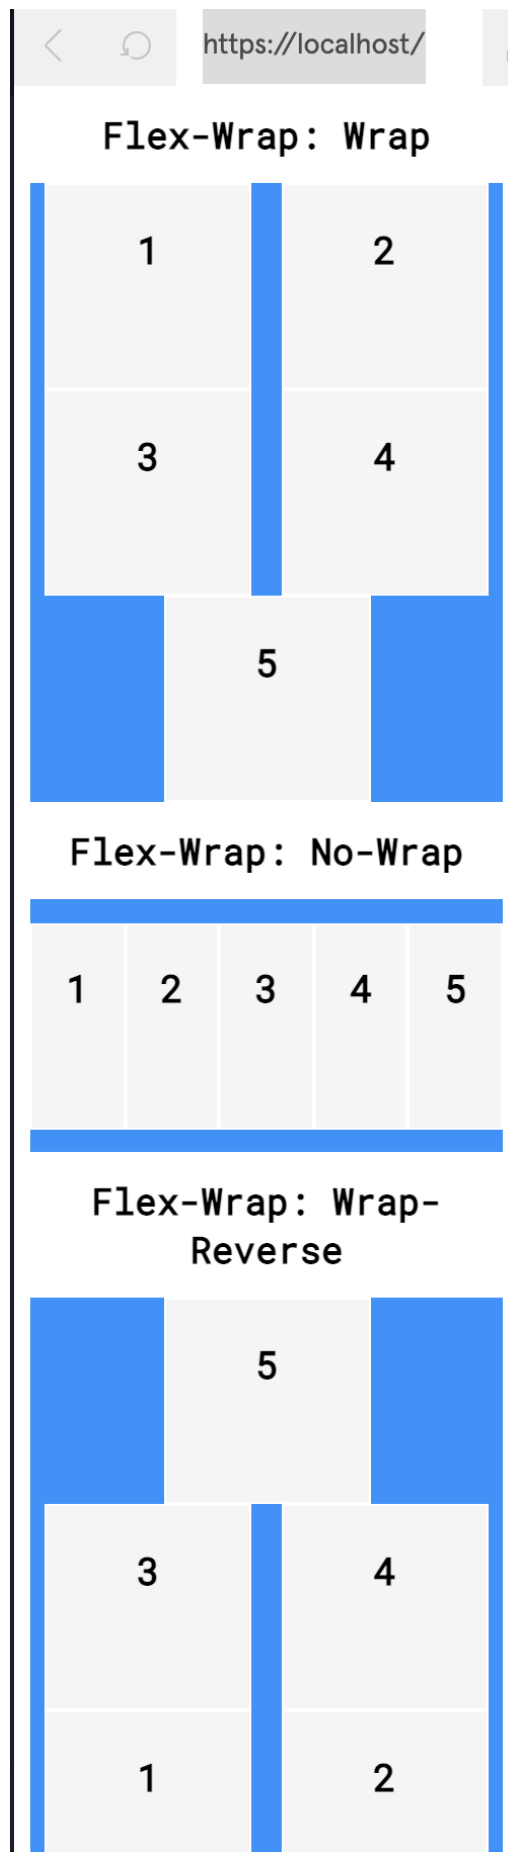 https://localhost/
Flex-Wrap: Wrap
1 2
3 4
5
Flex-Wrap: No-Wrap
1 2 3 4 5
Flex-Wrap: Wrap-
Reverse
5
3 4
1 2